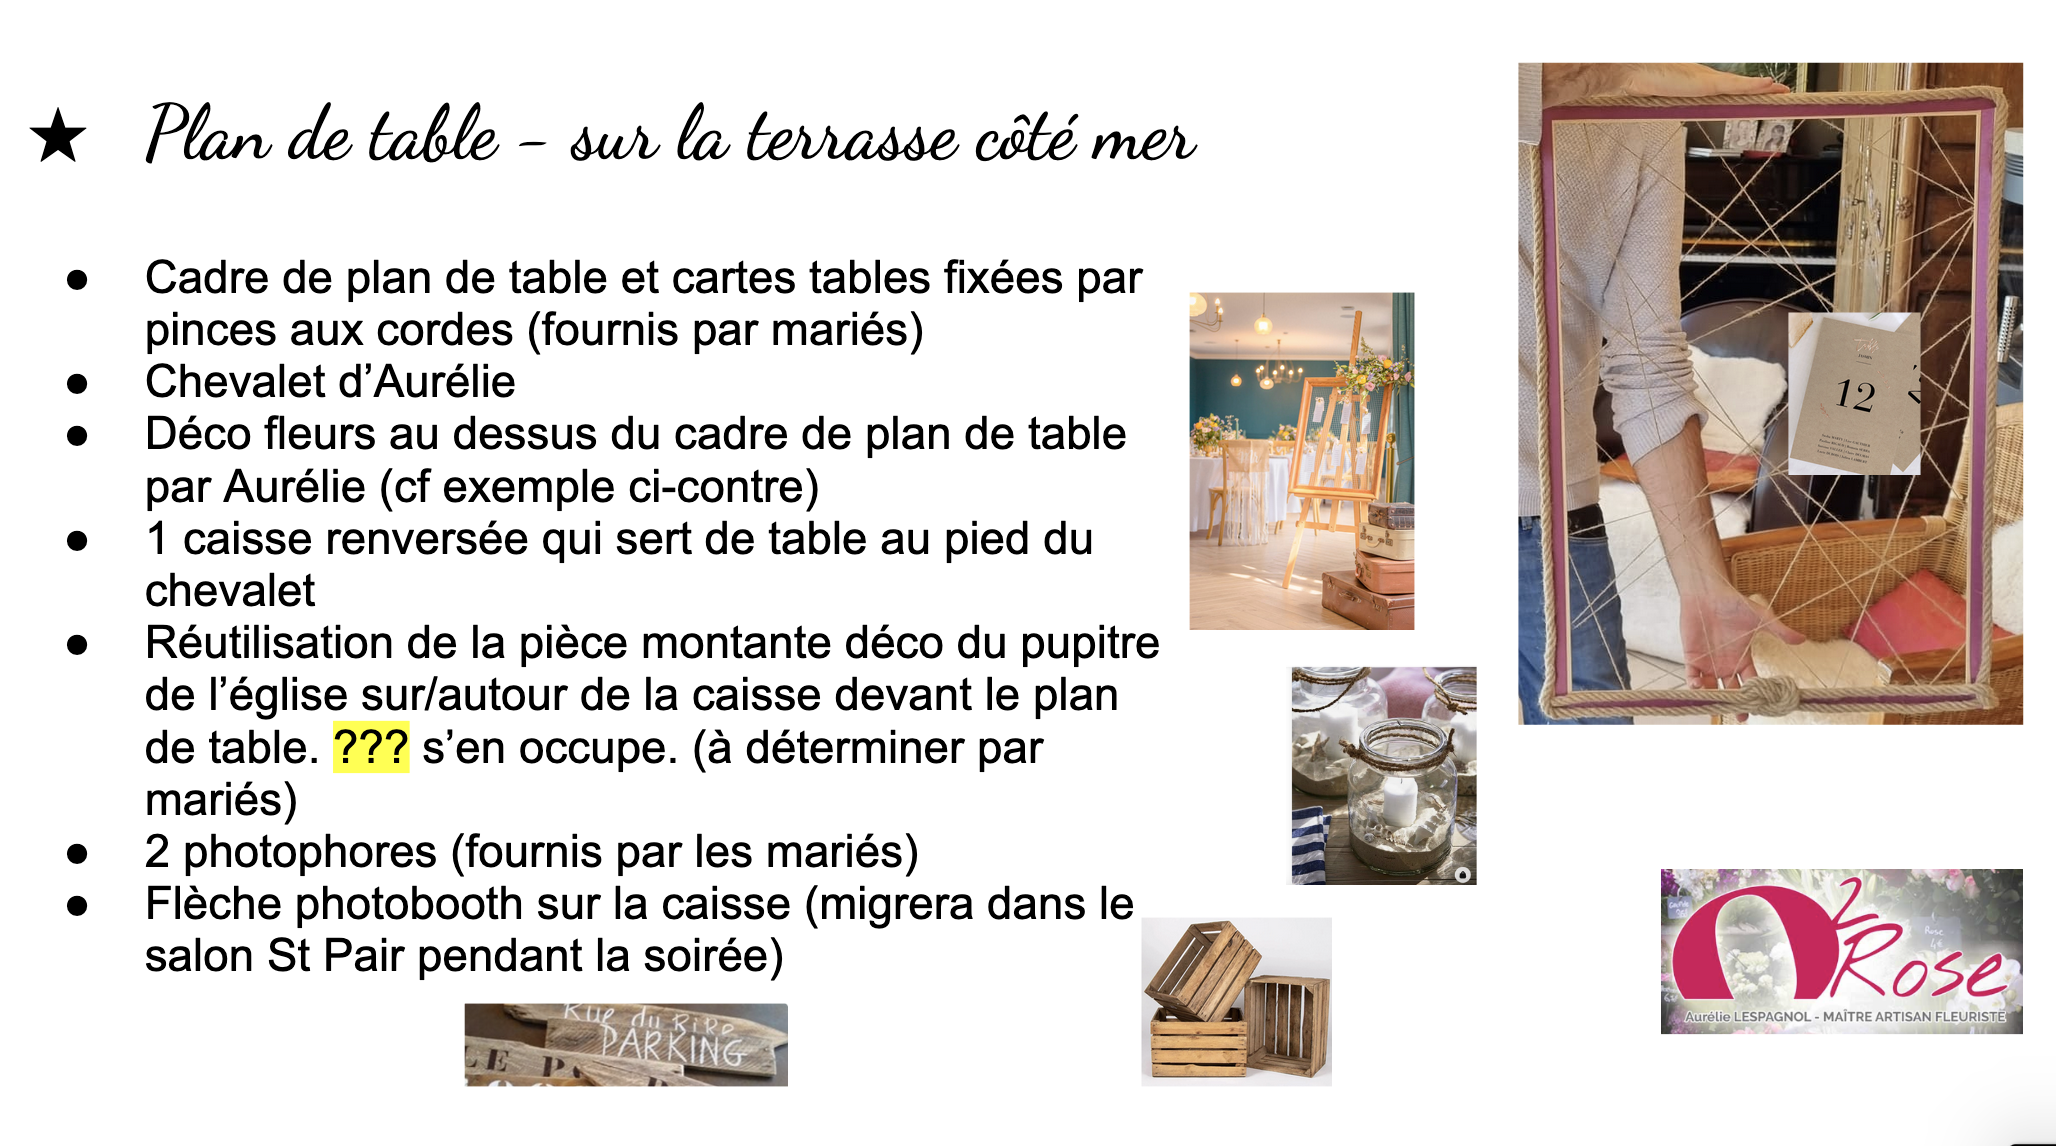 ★ Plan de table - sur la terrasse côté mer
● Cadre de plan de table et cartes tables fixées par
pinces aux cordes (fournis par mariés)
● Chevalet d’Aurélie
● Déco fleurs au dessus du cadre de plan de table
par Aurélie (cf exemple ci-contre)
● 1 caisse renversée qui sert de table au pied du
chevalet
● Réutilisation de la pièce montante déco du pupitre
de l’église sur/autour de la caisse devant le plan
de table. ??? s’en occupe. (à déterminer par
mariés)
● 2 photophores (fournis par les mariés)
● Flèche photobooth sur la caisse (migrera dans le
salon St Pair pendant la soirée)
12
Rue du RiRe
PARKING
O2 Rose
Rose
Aurélie LESPAGNOL - MAÎTRE ARTISAN FLEURISTE